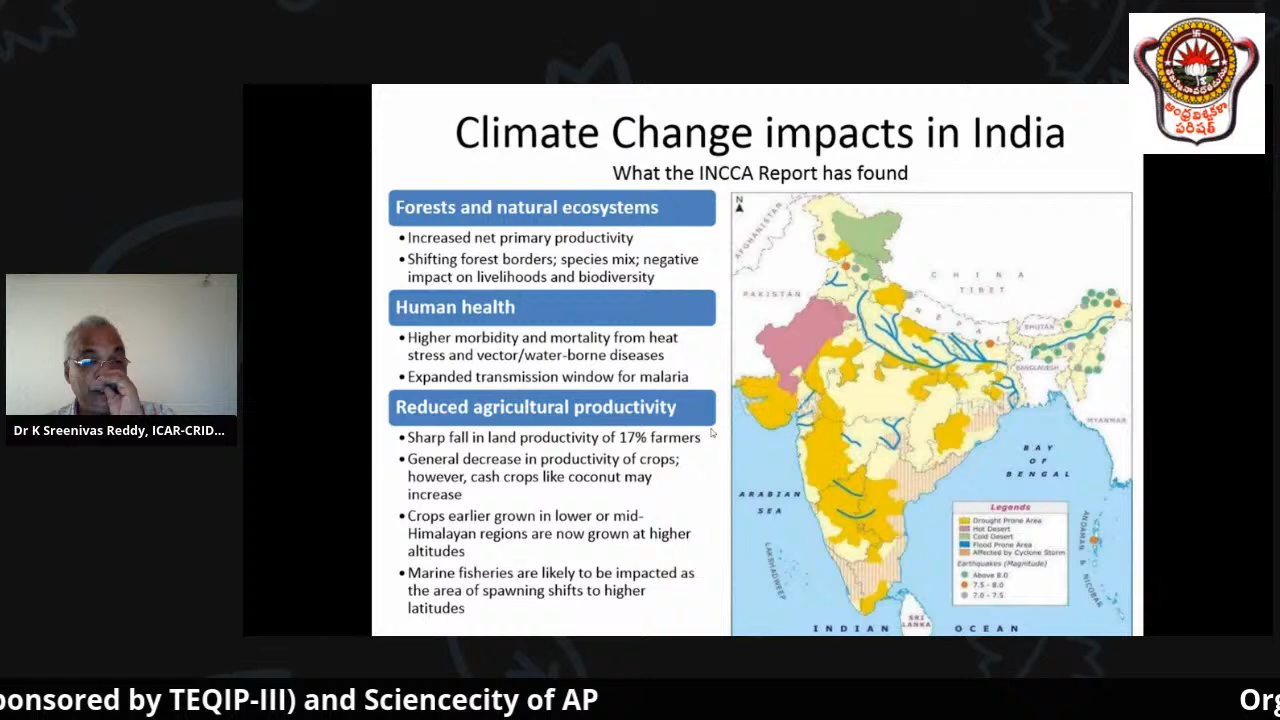 Climate Change impacts in India
What the INCCA Report has found
Forests and natural ecosystems
• Increased net primary productivity
• Shifting forest borders; species mix; negative
impact on livelihoods and biodiversity
Human health
• Higher morbidity and mortality from heat
stress and vector/water-borne diseases
• Expanded transmission window for malaria
Reduced agricultural productivity
• Sharp fall in land productivity of 17% farmers
• General decrease in productivity of crops;
however, cash crops like coconut may
increase
• Crops earlier grown in lower or mid-
Himalayan regions are now grown at higher
altitudes
• Marine fisheries are likely to be impacted as
the area of spawning shifts to higher
latitudes
N
AFGHANISTAN
PAKISTAN
CHINA
TIBET
NEPAL
BHUTAN
BANGLADESH
MYANMAR
BAY
OF
BENGAL
ARABIAN
SEA
LAKSHADWEEP
ANDAMAN & NICOBAR
SRI
LANKA
INDIAN OCEAN
Legends
Drought Prone Area
Hot Desert
Cold Desert
Flood Prone Area
Affected by Cyclone Storm
Earthquakes (Magnitude)
Above 8.0
7.5 - 8.0
7.0 - 7.5
ఆంధ్ర విశ్వకళా
పరిషత్
Dr K Sreenivas Reddy, ICAR-CRID...
ponsored by TEQIP-III) and Sciencecity of AP
Org